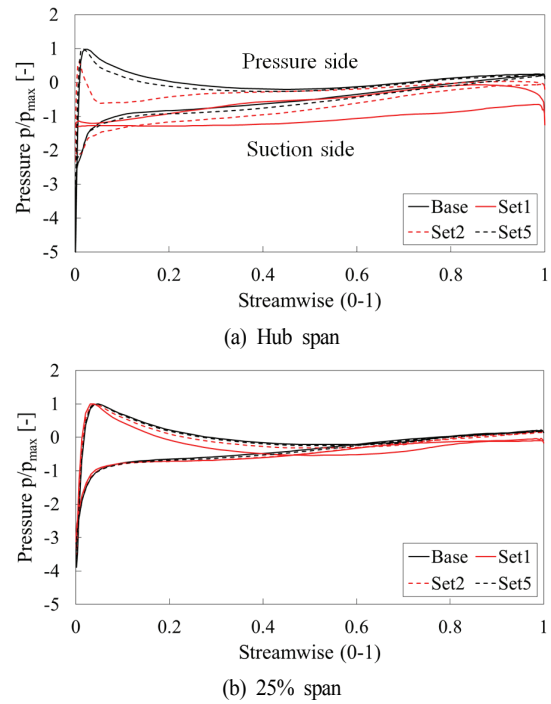 2
1
0
-1
-2
-3
-4
-5
Pressure p/pmax [-]
Pressure side
Suction side
Base
Set1
Set2
Set5
0
0.2
0.4
0.6
0.8
1
Streamwise (0-1)
(a) Hub span
2
1
0
-1
-2
-3
-4
-5
Pressure p/pmax [-]
Base
Set1
Set2
Set5
0
0.2
0.4
0.6
0.8
1
Streamwise (0-1)
(b) 25% span